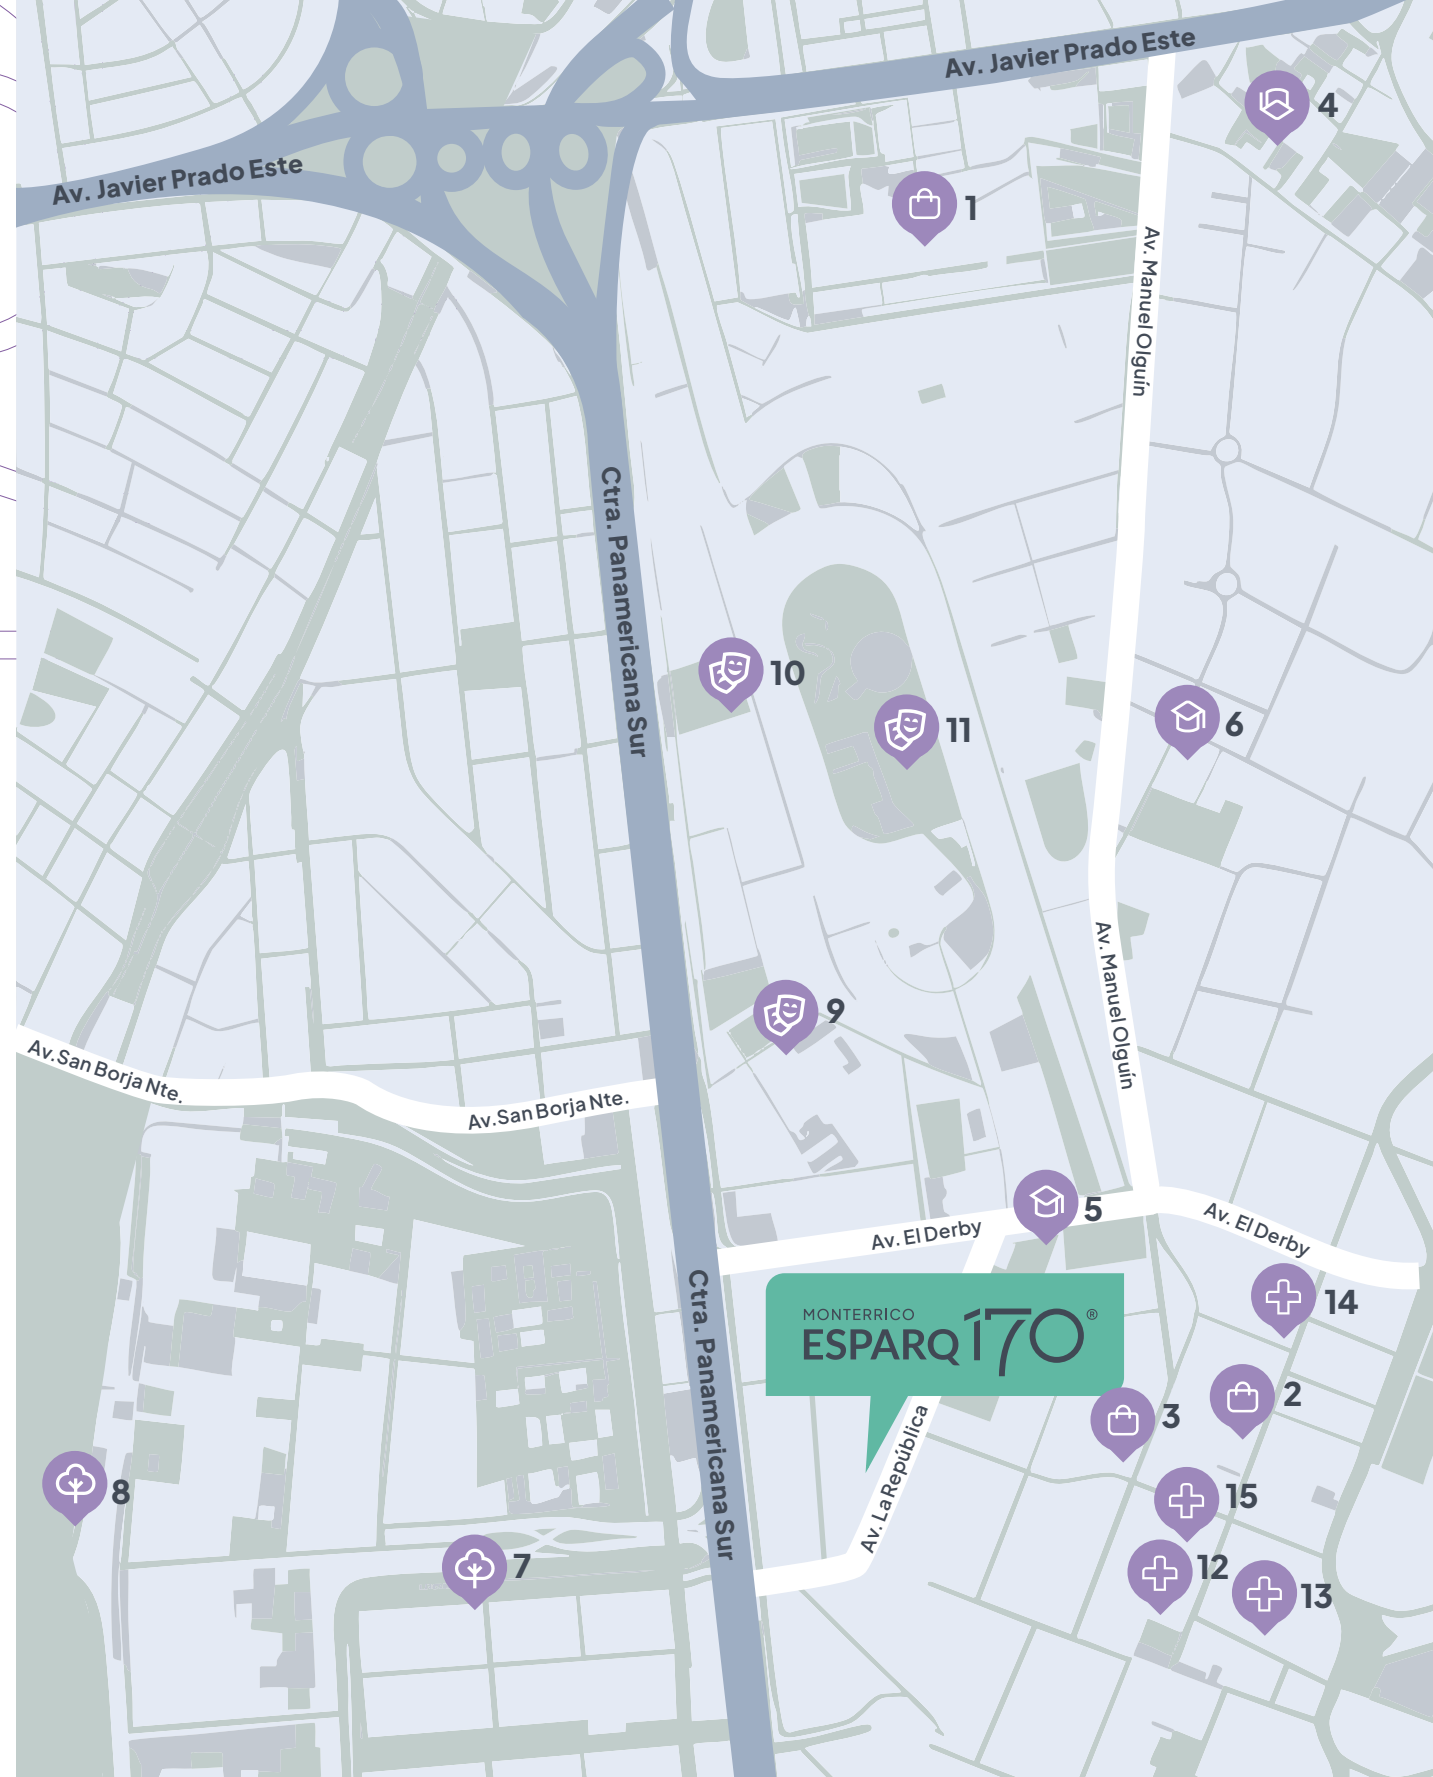 Av. Javier Prado Este
4
Av. Javier Prado Este
1
Av. Manuel Olguín
Ctra. Panamericana Sur
10
11
6
Av. Manuel Olguín
9
Av.San Borja Nte.
Av.San Borja Nte.
5
Av. El Derby
Av. El Derby
14
MONTERRICO
ESPARQ 170®
Ctra. Panamericana Sur
2
3
Av. La República
8
15
7
12
13